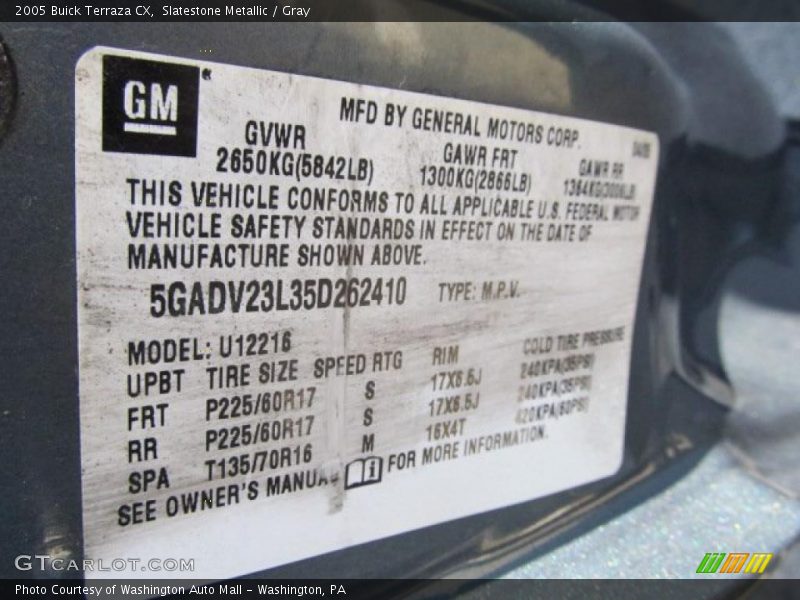 2005 Buick Terraza CX, Slatestone Metallic / Gray
GM
MFD BY GENERAL MOTORS CORP.
GVWR GAWR FRT GAWR RR
2650KG(5842LB) 1300KG(2866LB) 1364KG(3006LB)
THIS VEHICLE CONFORMS TO ALL APPLICABLE U.S. FEDERAL MOTOR
VEHICLE SAFETY STANDARDS IN EFFECT ON THE DATE OF
MANUFACTURE SHOWN ABOVE.
5GADV23L35D262410 TYPE: M.P.V.
MODEL: U12216
UPBT TIRE SIZE SPEED RTG RIM COLD TIRE PRESSURE
FRT P225/60R17 S 17X6.5J 240KPA(35PSI)
RR P225/60R17 S 17X6.5J 240KPA(35PSI)
SPA T135/70R16 M 16X4T 420KPA(60PSI)
SEE OWNER'S MANUAL FOR MORE INFORMATION.
GTcarlot.com
Photo Courtesy of Washington Auto Mall - Washington, PA